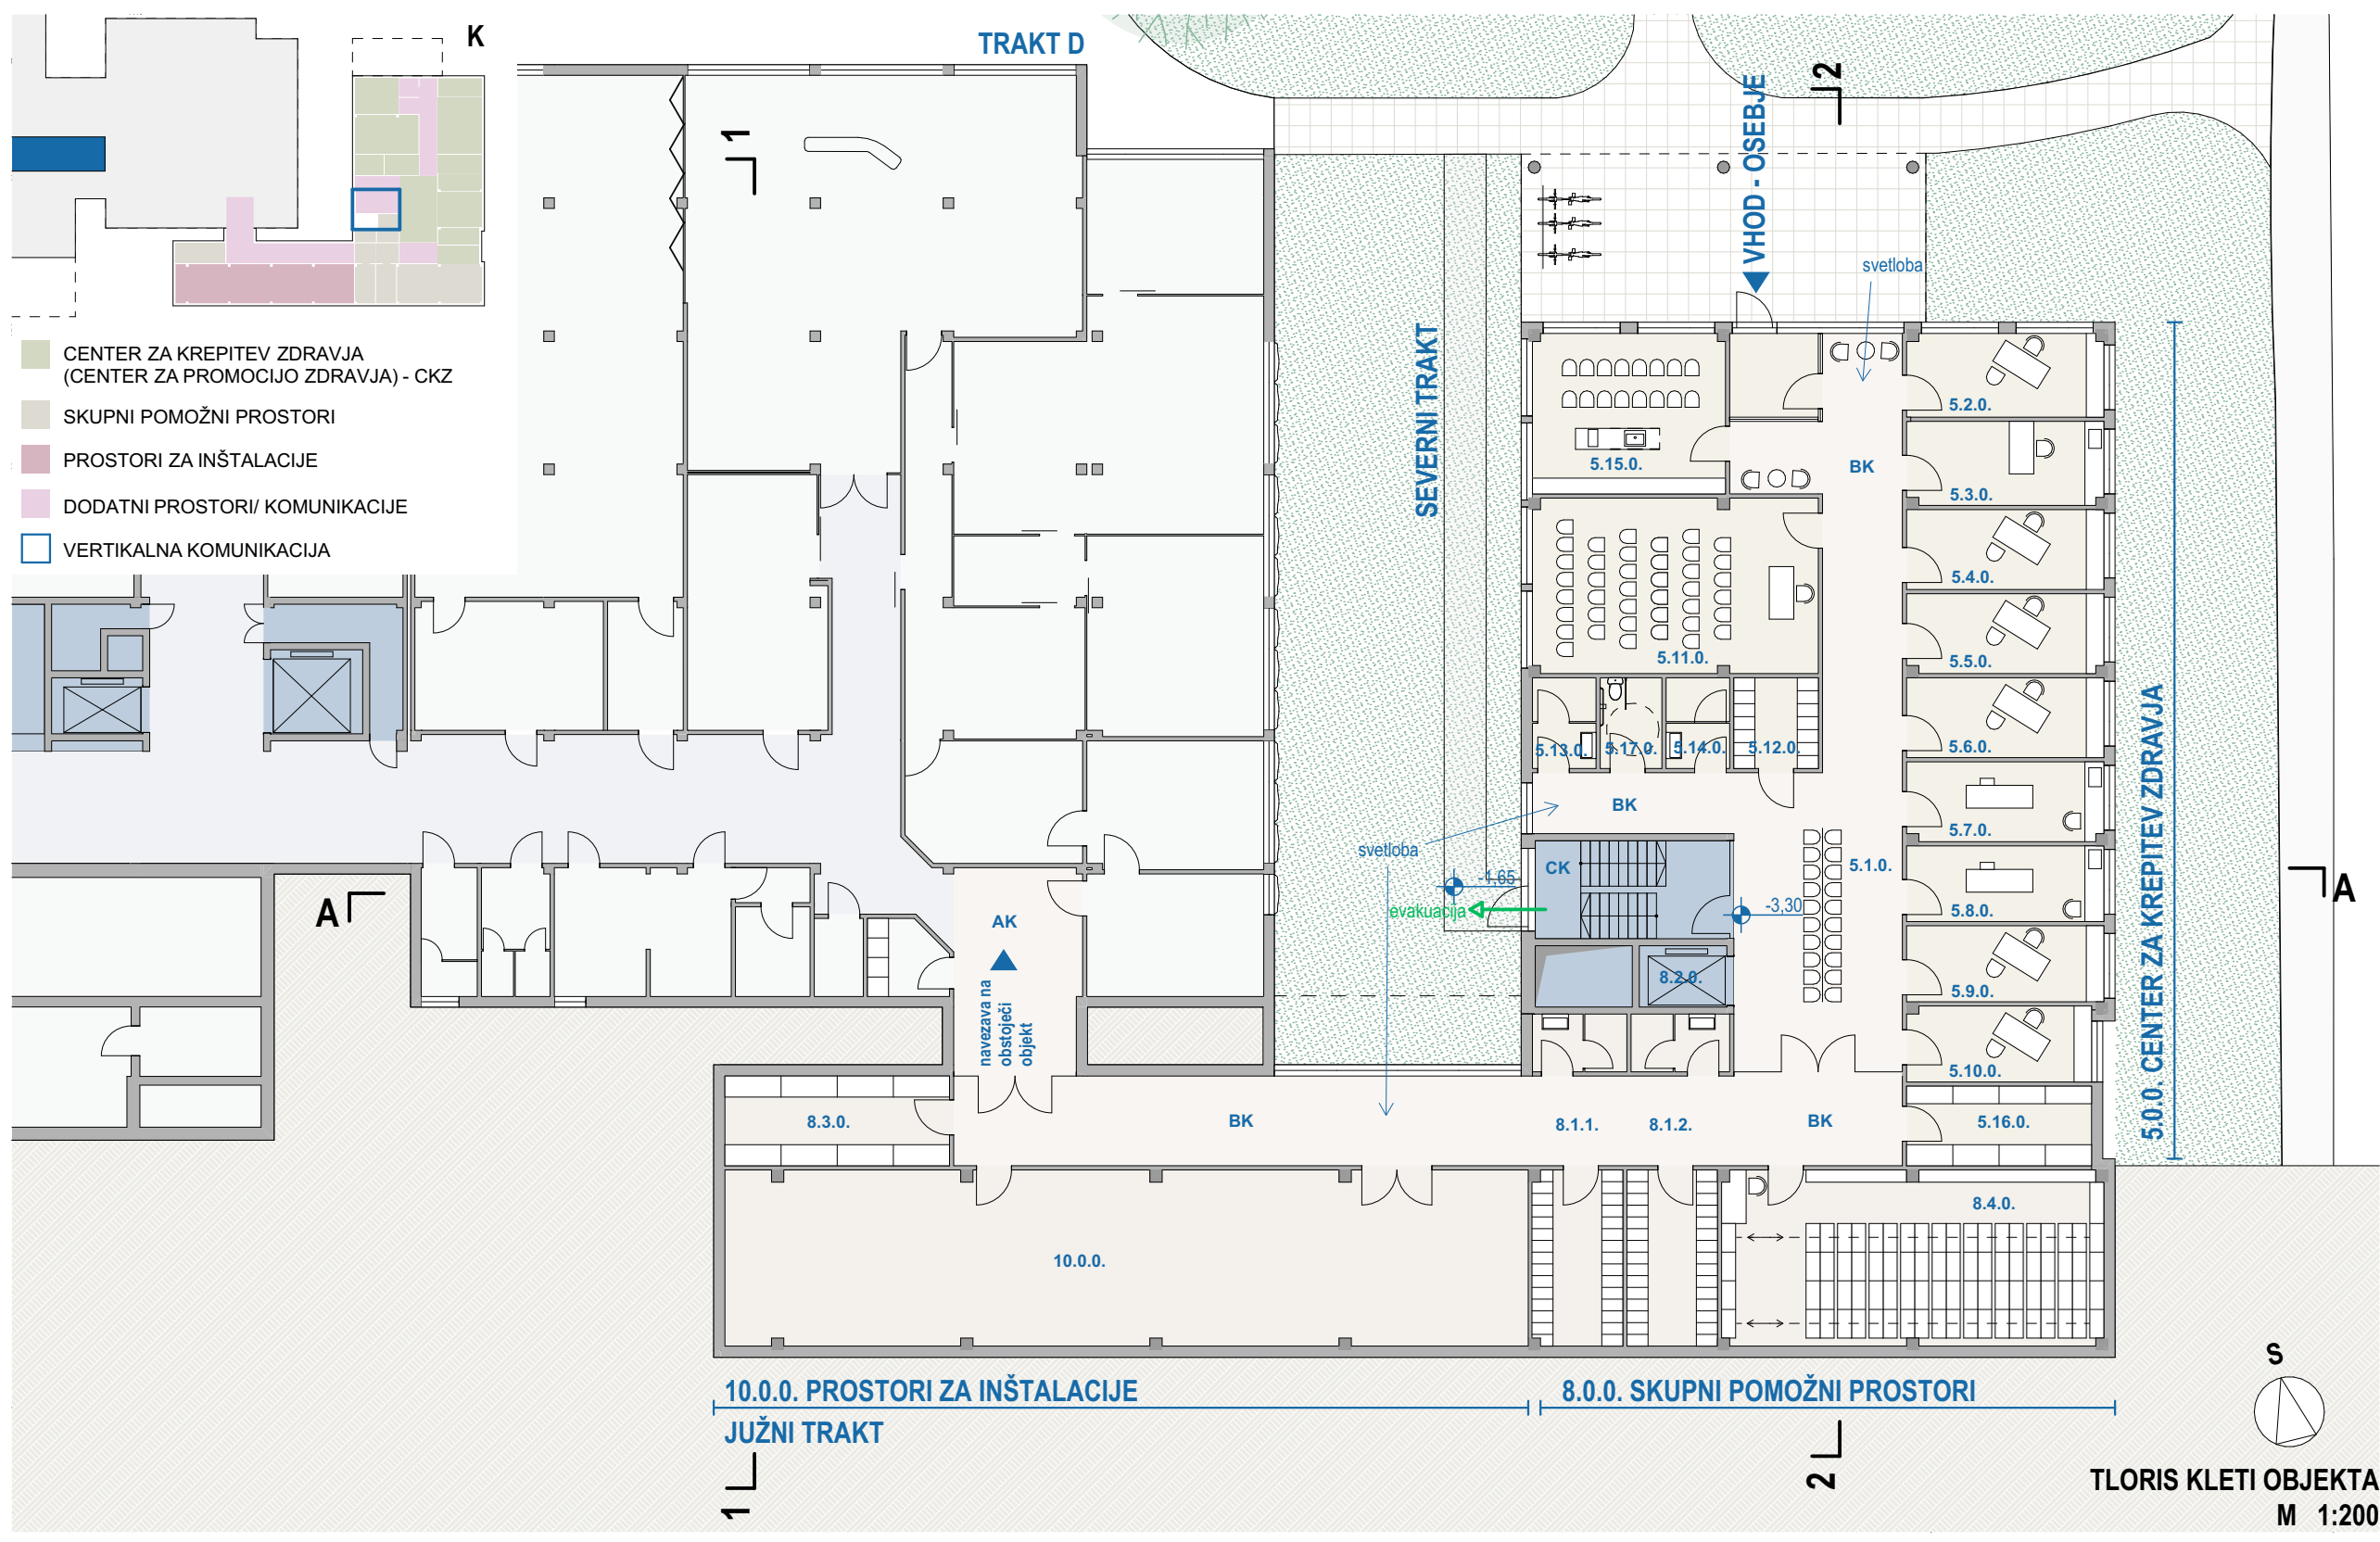 K
TRAKT D
CENTER ZA KREPITEV ZDRAVJA
(CENTER ZA PROMOCIJO ZDRAVJA) - CKZ
SKUPNI POMOŽNI PROSTORI
PROSTORI ZA INŠTALACIJE
DODATNI PROSTORI/ KOMUNIKACIJE
VERTIKALNA KOMUNIKACIJA
1
2
VHOD - OSEBJE
svetloba
SEVERNI TRAKT
5.2.0.
5.15.0.
BK
5.3.0.
5.4.0.
5.11.0.
5.5.0.
5.13.0.
5.17.0.
5.14.0.
5.12.0.
5.6.0.
BK
5.7.0.
svetloba
CK
5.1.0.
-1,65
evakuacija
-3,30
5.8.0.
A
A
AK
8.2.0.
5.9.0.
navezava na
obstoječi
objekt
5.10.0.
5.0.0. CENTER ZA KREPITEV ZDRAVJA
8.3.0.
BK
8.1.1.
8.1.2.
BK
5.16.0.
8.4.0.
10.0.0.
10.0.0. PROSTORI ZA INŠTALACIJE
8.0.0. SKUPNI POMOŽNI PROSTORI
JUŽNI TRAKT
1
2
S
TLORIS KLETI OBJEKTA
M 1:200